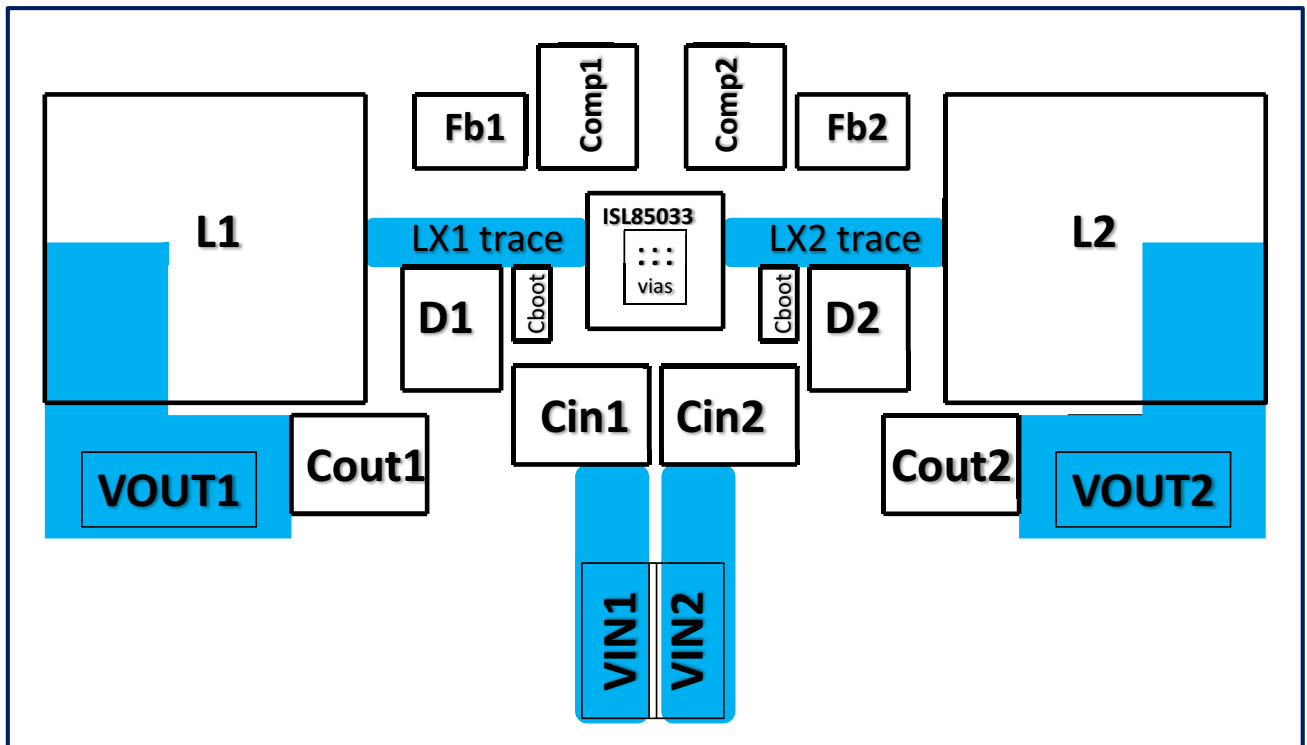 Comp1
Comp2
Fb1
Fb2
ISL85033
L1
LX1 trace
LX2 trace
L2
vias
D1
Cboot
Cboot
D2
Cin1
Cin2
Cout1
Cout2
VOUT1
VOUT2
VIN1
VIN2